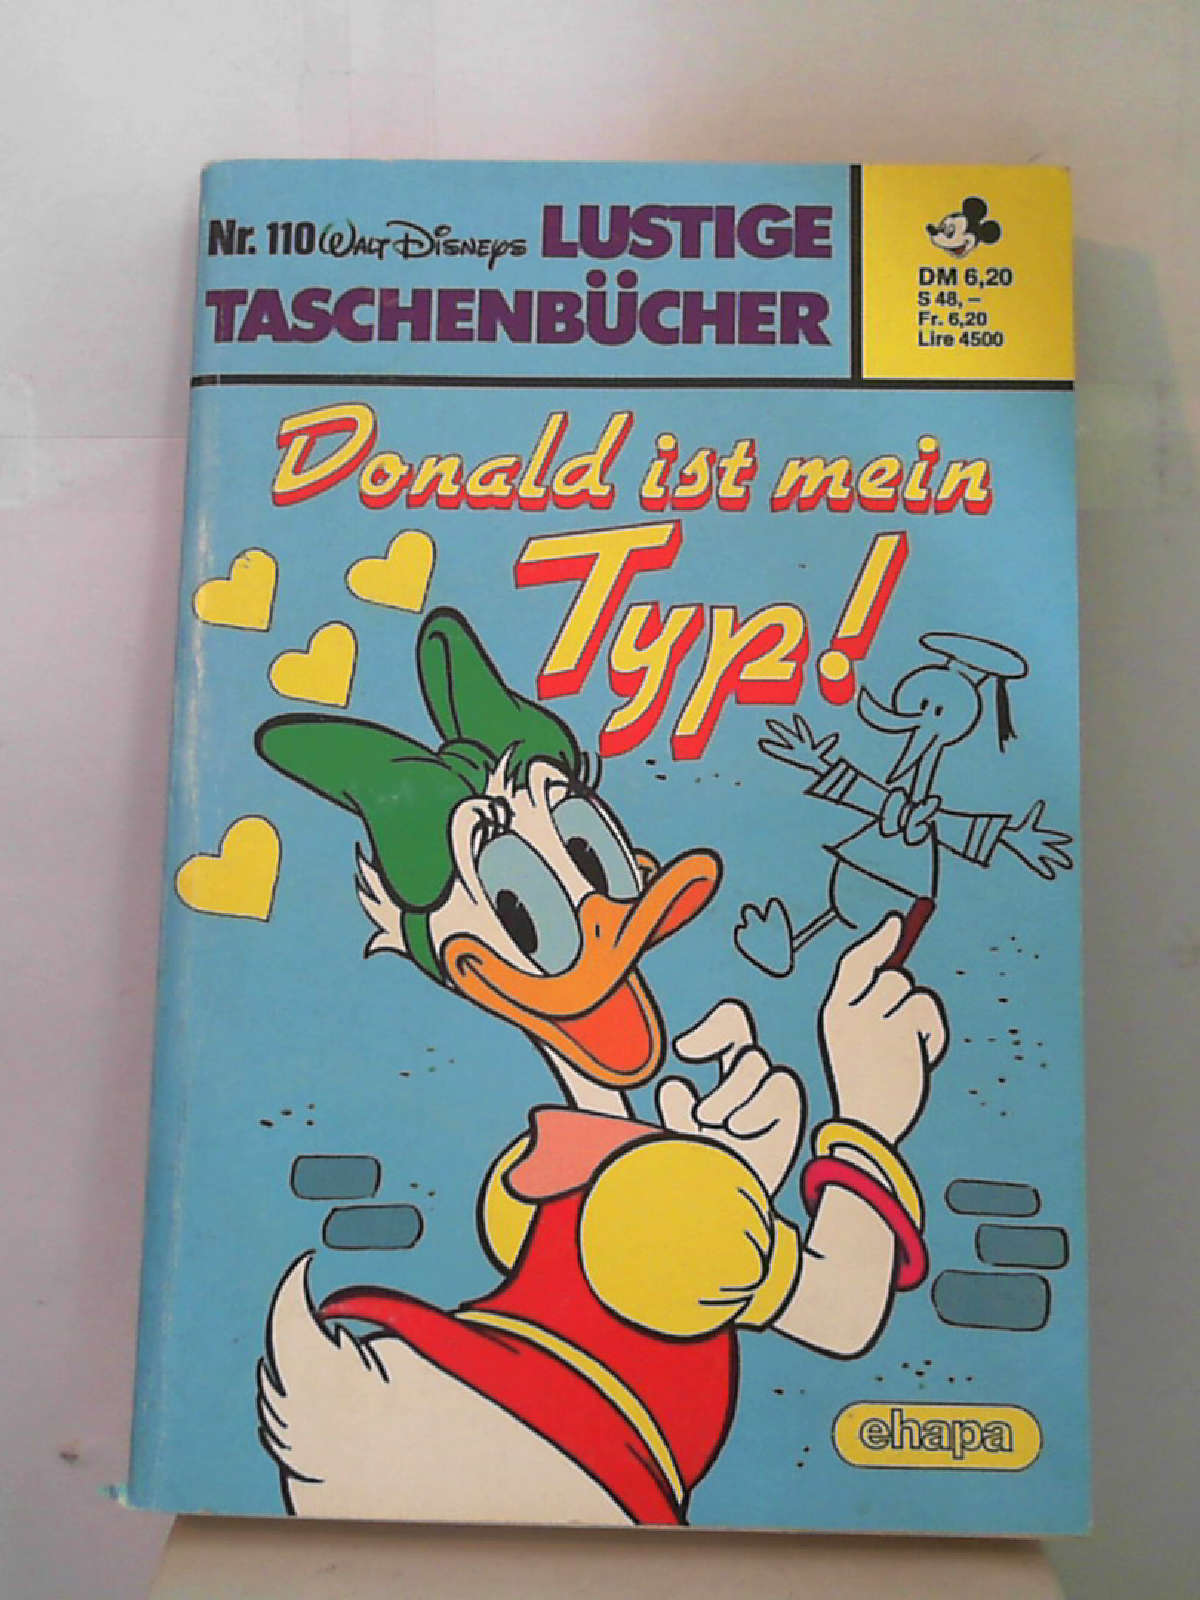 Nr. 110 WALT DISNEYS LUSTIGE
TASCHENBÜCHER
DM 6,20
S 48,–
Fr. 6,20
Lire 4500
Donald ist mein
Typ!
ehapa